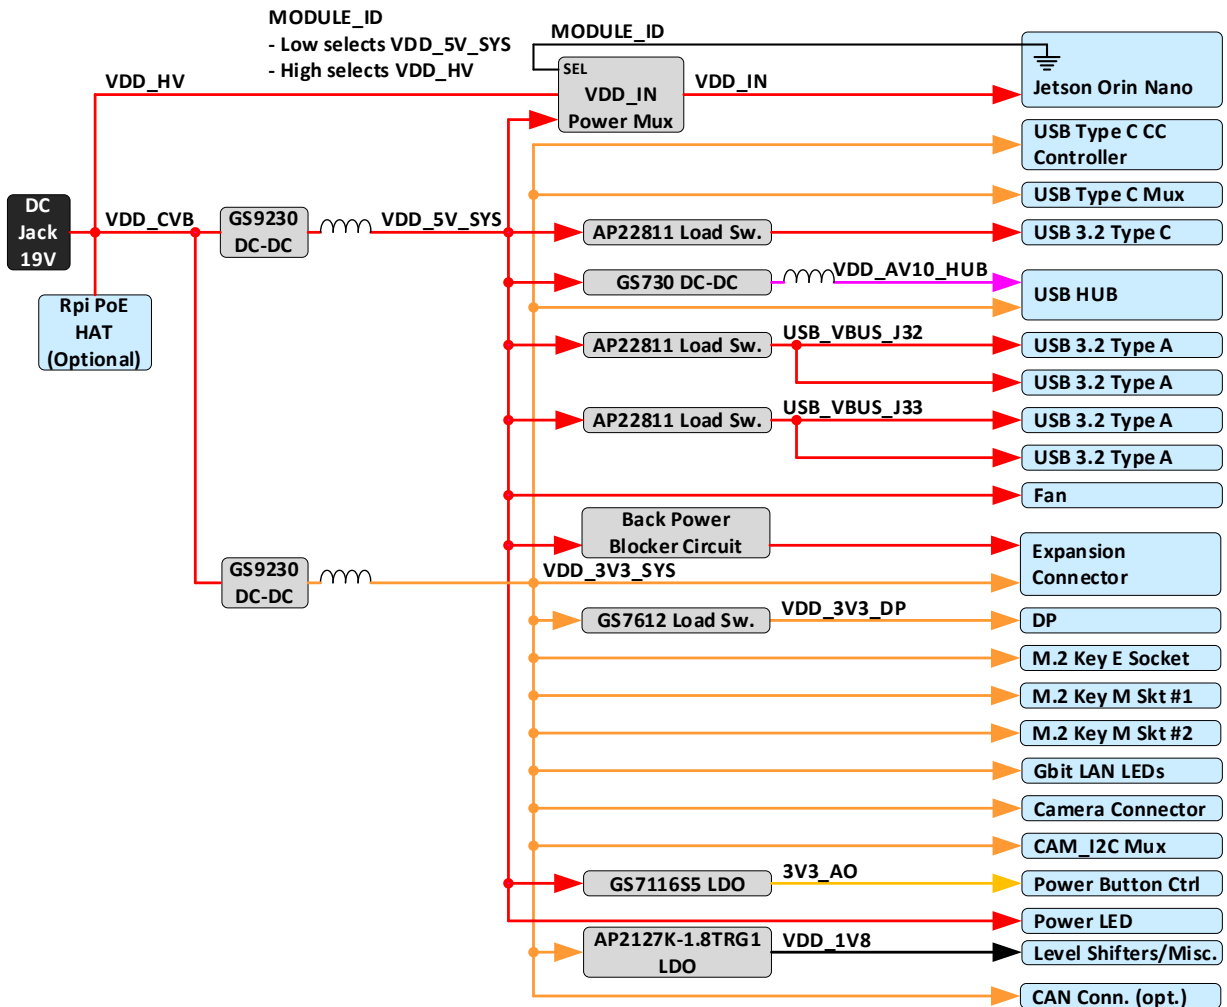 MODULE_ID
- Low selects VDD_5V_SYS
- High selects VDD_HV
MODULE_ID
SEL
VDD_IN
Power Mux
VDD_HV
VDD_IN
Jetson Orin Nano
USB Type C CC
Controller
USB Type C Mux
DC
Jack
19V
VDD_CVB
GS9230
DC-DC
VDD_5V_SYS
AP22811 Load Sw.
USB 3.2 Type C
GS730 DC-DC
VDD_AV10_HUB
USB HUB
Rpi PoE
HAT
(Optional)
AP22811 Load Sw.
USB_VBUS_J32
USB 3.2 Type A
USB 3.2 Type A
AP22811 Load Sw.
USB_VBUS_J33
USB 3.2 Type A
USB 3.2 Type A
Fan
Back Power
Blocker Circuit
Expansion
Connector
GS9230
DC-DC
VDD_3V3_SYS
GS7612 Load Sw.
VDD_3V3_DP
DP
M.2 Key E Socket
M.2 Key M Skt #1
M.2 Key M Skt #2
Gbit LAN LEDs
Camera Connector
CAM_I2C Mux
GS7116S5 LDO
3V3_AO
Power Button Ctrl
Power LED
AP2127K-1.8TRG1
LDO
VDD_1V8
Level Shifters/Misc.
CAN Conn. (opt.)